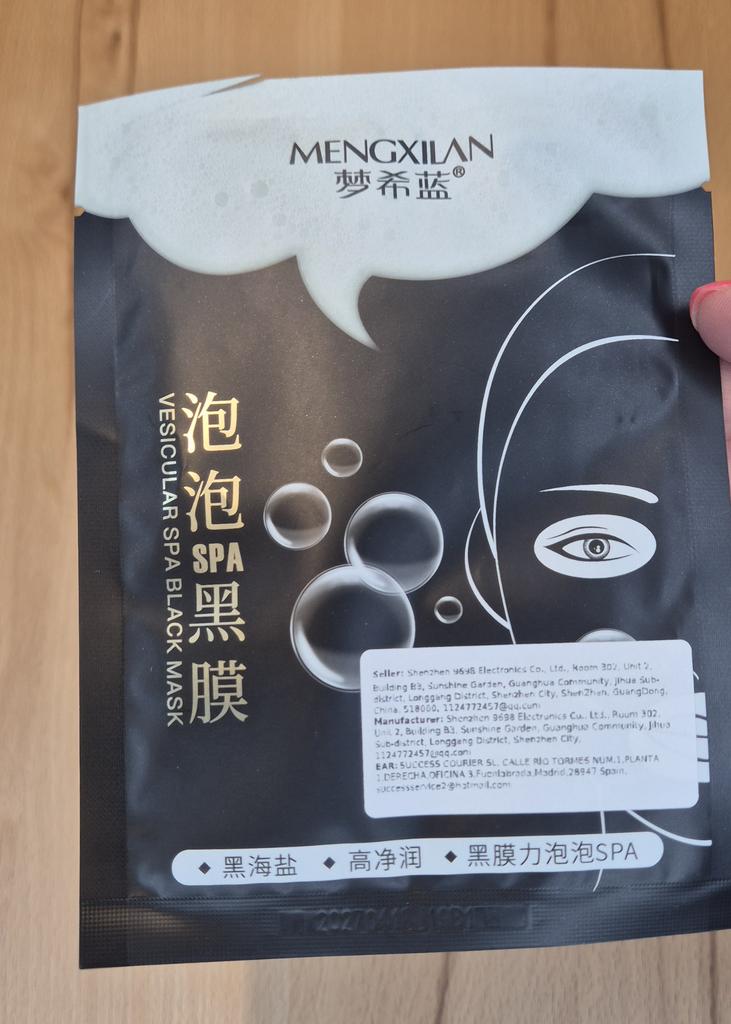 MENGXILAN
梦希蓝®
泡泡SPA黑膜
VESICULAR SPA BLACK MASK
Seller: Shenzhen 9698 Electronics Co., Ltd., Room 302, Unit 2,
Building B3, Sunshine Garden, Guanghua Community, Jihua Sub-
district, Longgang District, Shenzhen City, ShenZhen, GuangDong,
China, 518000, 1124772457@qq.com
Manufacturer: Shenzhen 9698 Electronics Co., Ltd., Room 302,
Unit 2, Building B3, Sunshine Garden, Guanghua Community, Jihua
Sub-district, Longgang District, Shenzhen City,
1124772457@qq.com
EAR: SUCCESS COURIER SL. CALLE RIO TORMES NUM.1,PLANTA
1,DERECHA,OFICINA 3,Fuenlabrada,Madrid,28947 Spain,
successservice2@hotmail.com
◆ 黑海盐 ◆ 高净润 ◆ 黑膜力泡泡SPA